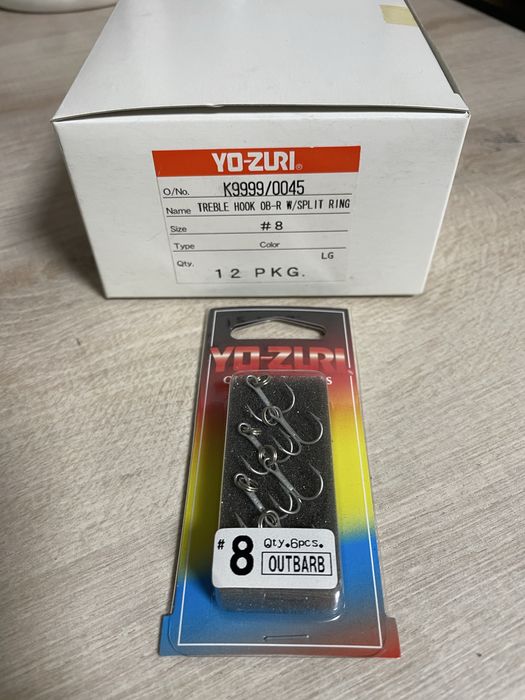 YO-ZURI®
O/No. K9999/0045
Name TREBLE HOOK OB-R W/SPLIT RING
Size #8
Type Color
LG
Qty. 12 PKG.
YO-ZURI
#8 Qty.6pcs.
OUTBARB